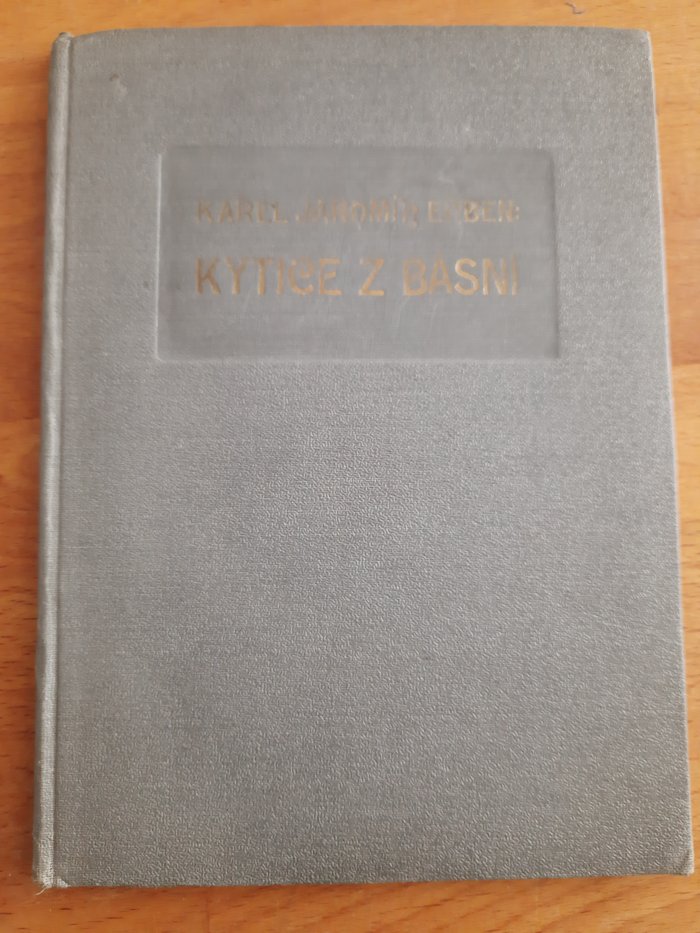 KAREL JAROMÍR ERBEN:
KYTICE Z BÁSNÍ